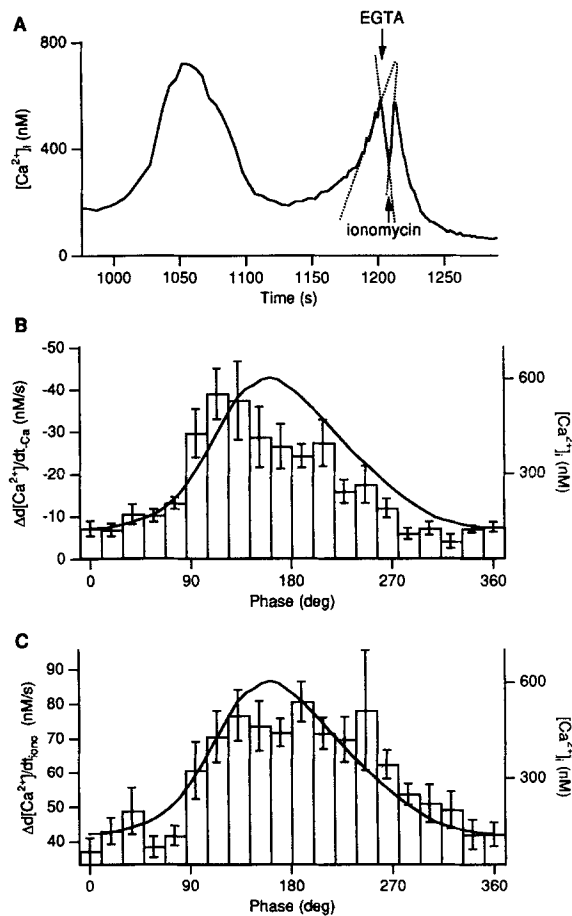 A
EGTA
800
400
0
[Ca²⁺]ᵢ (nM)
ionomycin
1000 1050 1100 1150 1200 1250
Time (s)
B
-50
-40
-30
-20
-10
0
Δd[Ca²⁺]/dt-Ca (nM/s)
600
300
[Ca²⁺]ᵢ (nM)
0 90 180 270 360
Phase (deg)
C
90
80
70
60
50
40
Δd[Ca²⁺]/dtiono (nM/s)
600
300
[Ca²⁺]ᵢ (nM)
0 90 180 270 360
Phase (deg)